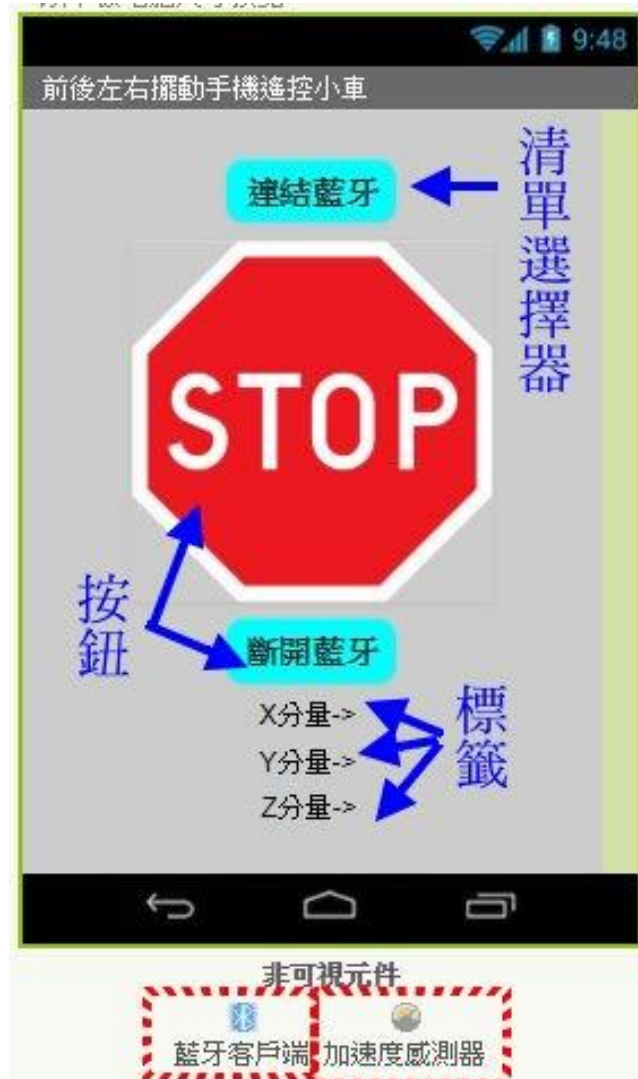 9:48
前後左右擺動手機遙控小車
連結藍牙
清單選擇器
STOP
按鈕
斷開藍牙
X分量->
Y分量->
Z分量->
標籤
非可視元件
藍牙客戶端
加速度感測器